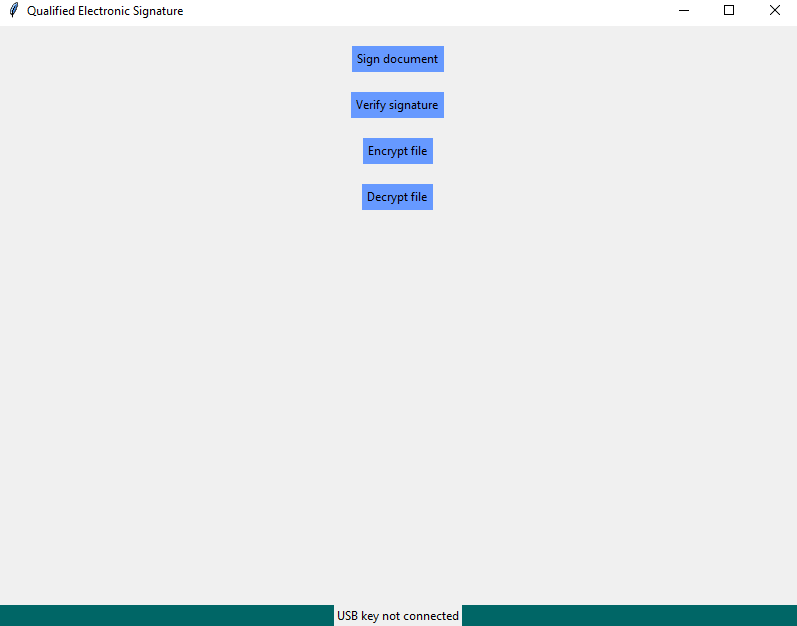 Qualified Electronic Signature
Sign document
Verify signature
Encrypt file
Decrypt file
USB key not connected